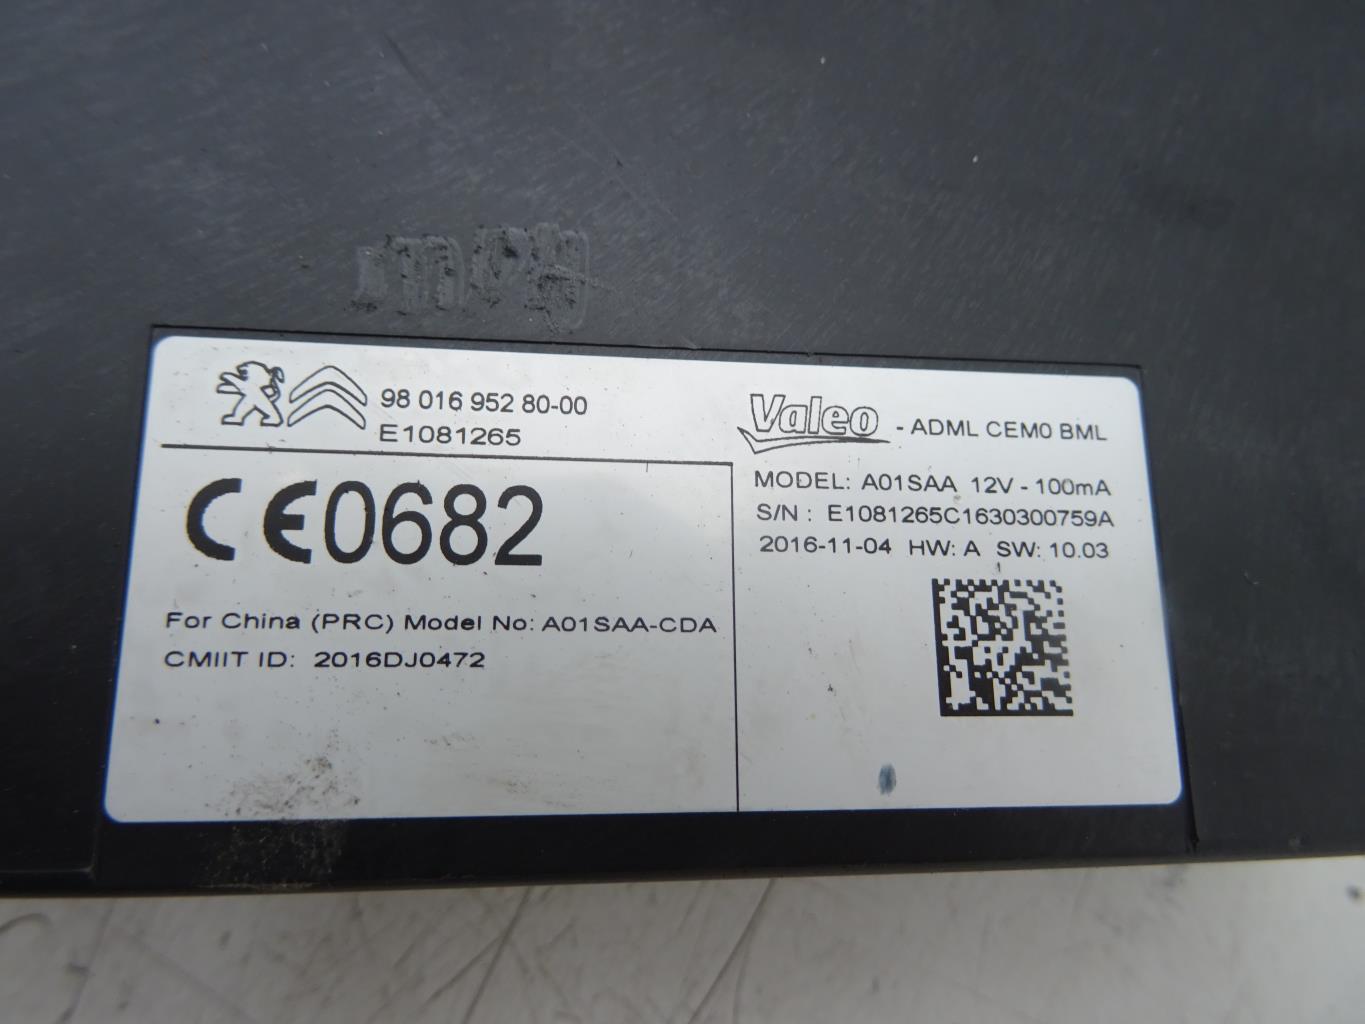 98 016 952 80-00
E1081265
CE0682
For China (PRC) Model No: A01SAA-CDA
CMIIT ID: 2016DJ0472
Valeo - ADML CEM0 BML
MODEL: A01SAA 12V - 100mA
S/N : E1081265C1630300759A
2016-11-04 HW: A SW: 10.03